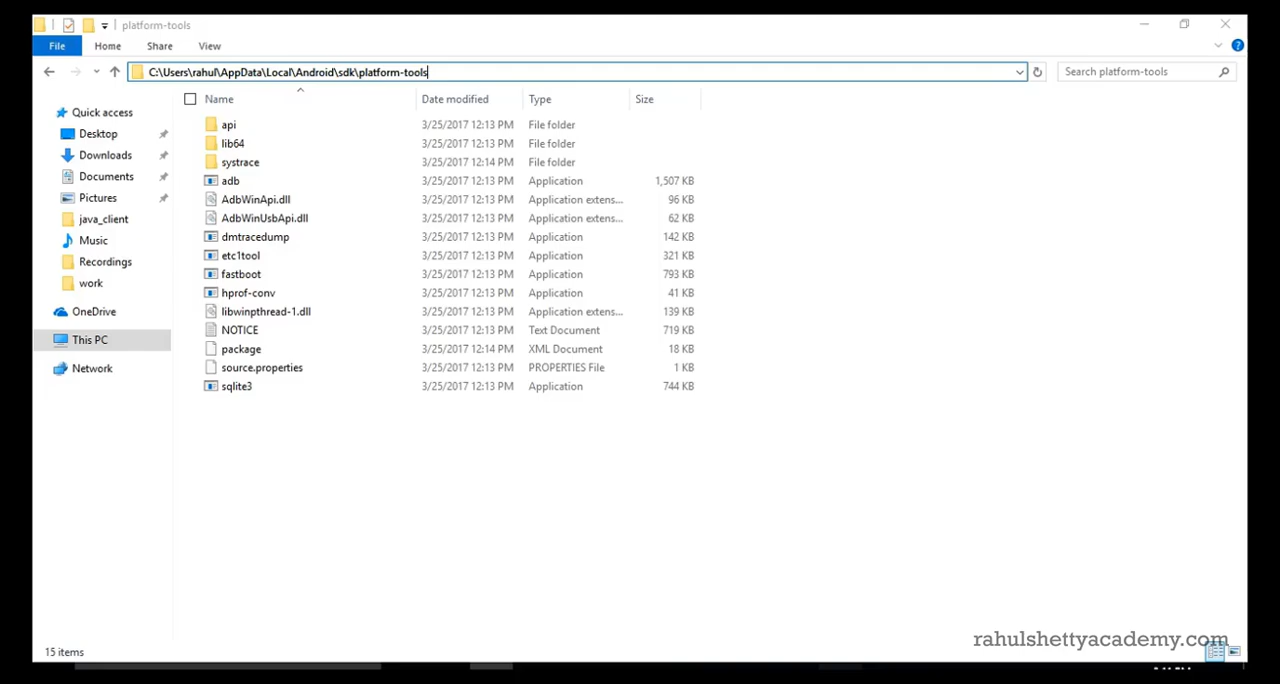 platform-tools
File Home Share View
C:\Users\rahul\AppData\Local\Android\sdk\platform-tools
Search platform-tools
Name Date modified Type Size
Quick access
Desktop
Downloads
Documents
Pictures
java_client
Music
Recordings
work
OneDrive
This PC
Network
api 3/25/2017 12:13 PM File folder
lib64 3/25/2017 12:13 PM File folder
systrace 3/25/2017 12:14 PM File folder
adb 3/25/2017 12:13 PM Application 1,507 KB
AdbWinApi.dll 3/25/2017 12:13 PM Application extens... 96 KB
AdbWinUsbApi.dll 3/25/2017 12:13 PM Application extens... 62 KB
dmtracedump 3/25/2017 12:13 PM Application 142 KB
etc1tool 3/25/2017 12:13 PM Application 321 KB
fastboot 3/25/2017 12:13 PM Application 793 KB
hprof-conv 3/25/2017 12:13 PM Application 41 KB
libwinpthread-1.dll 3/25/2017 12:13 PM Application extens... 139 KB
NOTICE 3/25/2017 12:13 PM Text Document 719 KB
package 3/25/2017 12:14 PM XML Document 18 KB
source.properties 3/25/2017 12:13 PM PROPERTIES File 1 KB
sqlite3 3/25/2017 12:13 PM Application 744 KB
rahulshettyacademy.com
15 items